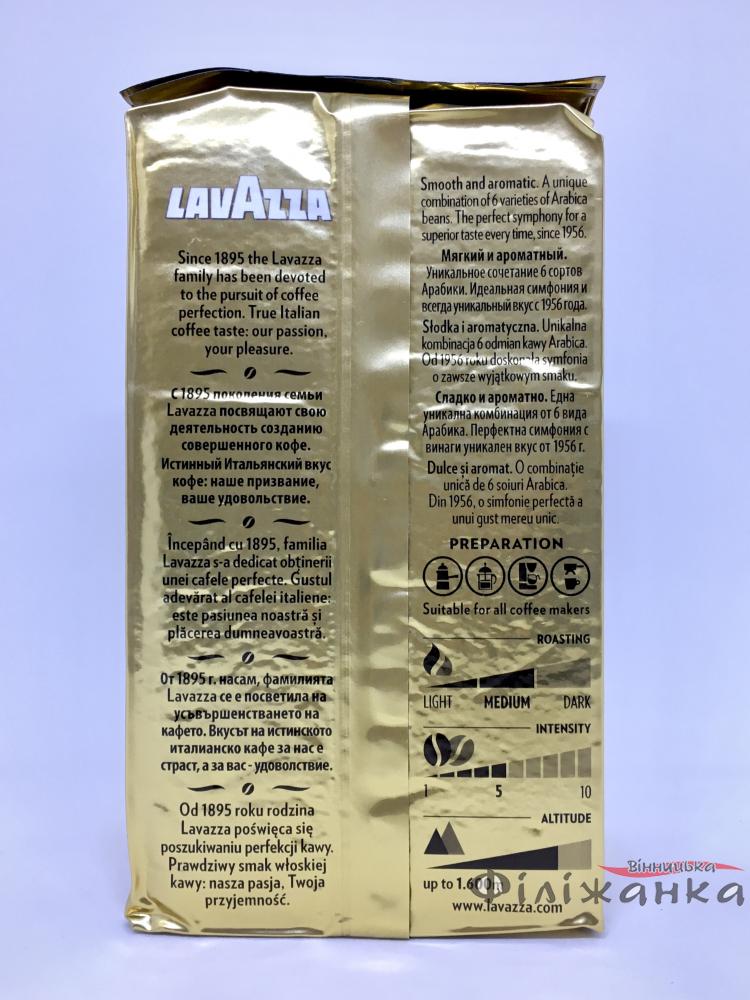 LAVAZZA
Since 1895 the Lavazza
family has been devoted
to the pursuit of coffee
perfection. True Italian
coffee taste: our passion,
your pleasure.
С 1895 поколения семьи
Lavazza посвящают свою
деятельность созданию
совершенного кофе.
Истинный Итальянский вкус
кофе: наше призвание,
ваше удовольствие.
Începând cu 1895, familia
Lavazza s-a dedicat obținerii
unei cafele perfecte. Gustul
adevărat al cafelei italiene:
este pasiunea noastră și
plăcerea dumneavoastră.
От 1895 г. насам, фамилията
Lavazza се е посветила на
усъвършенстването на
кафето. Вкусът на истинското
италианско кафе за нас е
страст, а за вас - удоволствие.
Od 1895 roku rodzina
Lavazza poświęca się
poszukiwaniu perfekcji kawy.
Prawdziwy smak włoskiej
kawy: nasza pasja, Twoja
przyjemność.
Smooth and aromatic. A unique
combination of 6 varieties of Arabica
beans. The perfect symphony for a
superior taste every time, since 1956.
Мягкий и ароматный.
Уникальное сочетание 6 сортов
Арабики. Идеальная симфония и
всегда уникальный вкус с 1956 года.
Słodka i aromatyczna. Unikalna
kombinacja 6 odmian kawy Arabica.
Od 1956 roku doskonała symfonia
o zawsze wyjątkowym smaku.
Сладко и ароматно. Една
уникална комбинация от 6 вида
Арабика. Перфектна симфония с
винаги уникален вкус от 1956 г.
Dulce și aromat. O combinație
unică de 6 soiuri Arabica.
Din 1956, o simfonie perfectă a
unui gust mereu unic.
PREPARATION
Suitable for all coffee makers
ROASTING
LIGHT MEDIUM DARK
INTENSITY
1 5 10
ALTITUDE
up to 1.600m
www.lavazza.com
Вінницька
Філіжанка